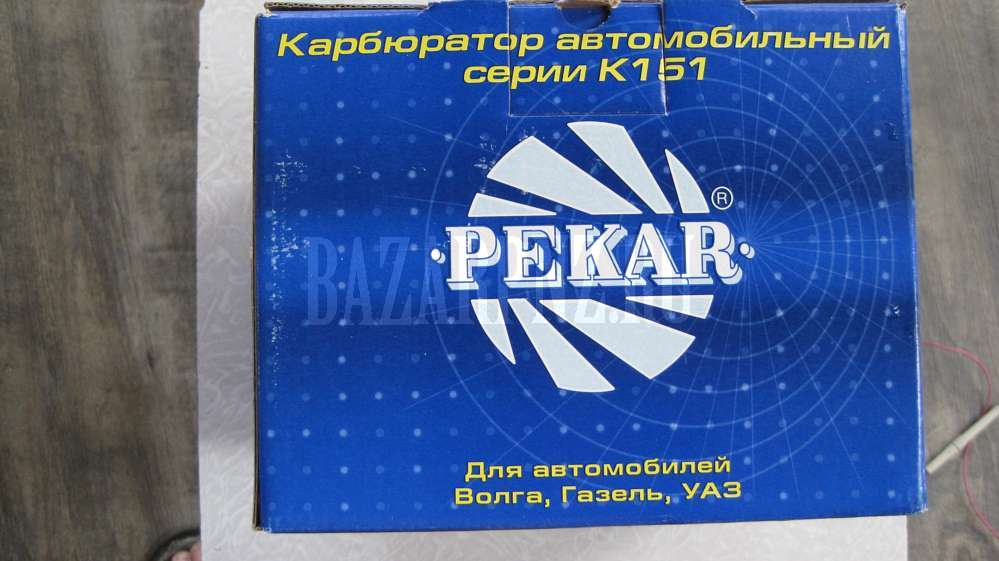 Карбюратор автомобильный
серии К151
®
·PEKAR·
Для автомобилей
Волга, Газель, УАЗ